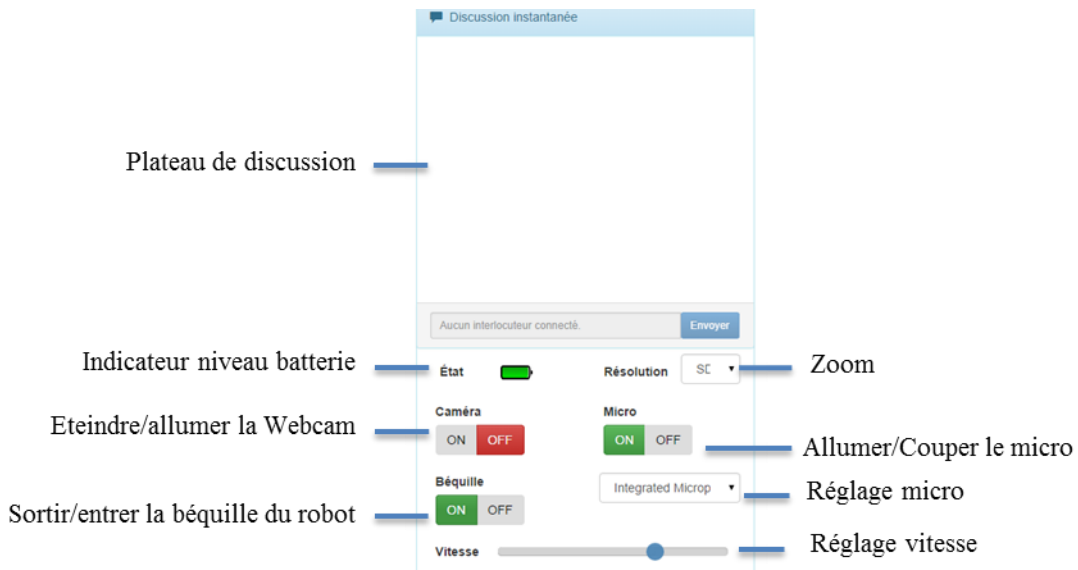 Discussion instantanée
Plateau de discussion
Aucun interlocuteur connecté. Envoyer
Indicateur niveau batterie État Résolution SD Zoom
Caméra Micro
Eteindre/allumer la Webcam ON OFF ON OFF
Allumer/Couper le micro
Béquille Integrated Microp Réglage micro
Sortir/entrer la béquille du robot ON OFF
Vitesse Réglage vitesse